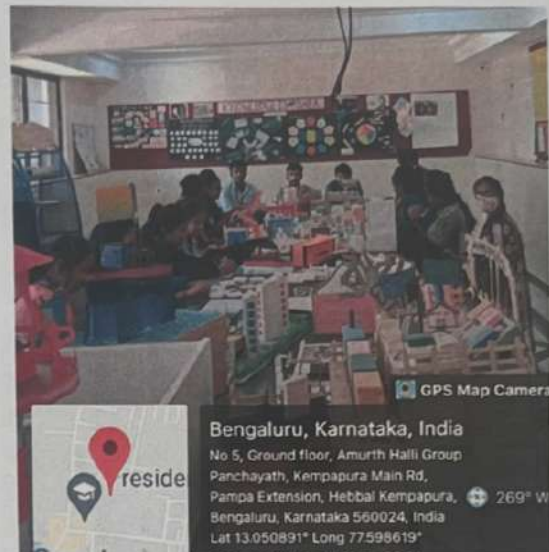 GPS Map Camera
reside
Bengaluru, Karnataka, India
No 5, Ground floor, Amurth Halli Group
Panchayath, Kempapura Main Rd,
Pampa Extension, Hebbal Kempapura,
269° W
Bengaluru, Karnataka 560024, India
Lat 13.050891° Long 77.598619°